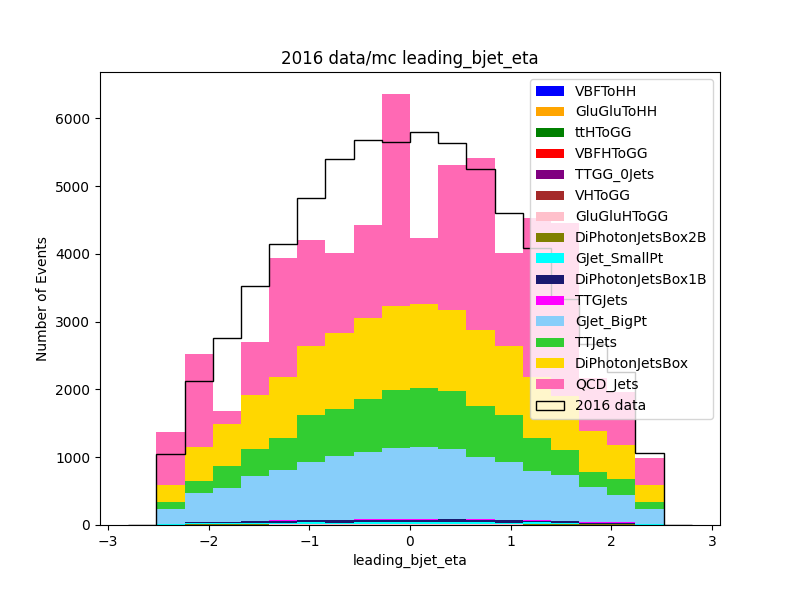 2016 data/mc leading_bjet_eta
Number of Events
6000
5000
4000
3000
2000
1000
0
−3
−2
−1
0
1
2
3
leading_bjet_eta
VBFToHH
GluGluToHH
ttHToGG
VBFHToGG
TTGG_0Jets
VHToGG
GluGluHToGG
DiPhotonJetsBox2B
GJet_SmallPt
DiPhotonJetsBox1B
TTGJets
GJet_BigPt
TTJets
DiPhotonJetsBox
QCD_Jets
2016 data